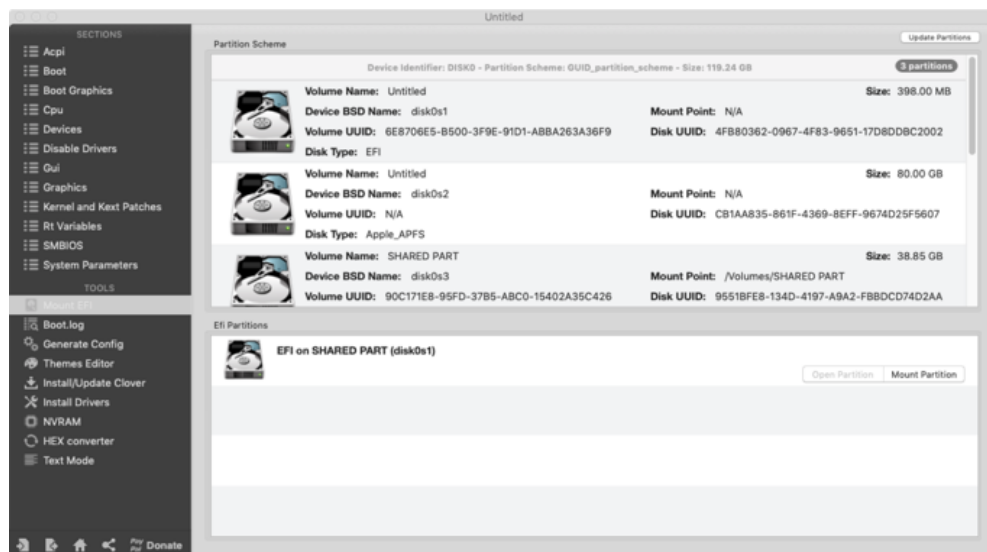 Untitled
SECTIONS
Acpi
Boot
Boot Graphics
Cpu
Devices
Disable Drivers
Gui
Graphics
Kernel and Kext Patches
Rt Variables
SMBIOS
System Parameters
TOOLS
Mount EFI
Boot.log
Generate Config
Themes Editor
Install/Update Clover
Install Drivers
NVRAM
HEX converter
Text Mode
Donate
Partition Scheme
Update Partitions
Device Identifier: DISK0 - Partition Scheme: GUID_partition_scheme - Size: 119.24 GB
3 partitions
Volume Name: Untitled Size: 398.00 MB
Device BSD Name: disk0s1 Mount Point: N/A
Volume UUID: 6E8706E5-B500-3F9E-91D1-ABBA263A36F9 Disk UUID: 4FB80362-0967-4F83-9651-17D8DDBC2002
Disk Type: EFI
Volume Name: Untitled Size: 80.00 GB
Device BSD Name: disk0s2 Mount Point: N/A
Volume UUID: N/A Disk UUID: CB1AA835-861F-4369-8EFF-9674D25F5607
Disk Type: Apple_APFS
Volume Name: SHARED PART Size: 38.85 GB
Device BSD Name: disk0s3 Mount Point: /Volumes/SHARED PART
Volume UUID: 90C171E8-95FD-37B5-ABC0-15402A35C426 Disk UUID: 9551BFE8-134D-4197-A9A2-FBBDCD74D2AA
Efi Partitions
EFI on SHARED PART (disk0s1)
Open Partition Mount Partition